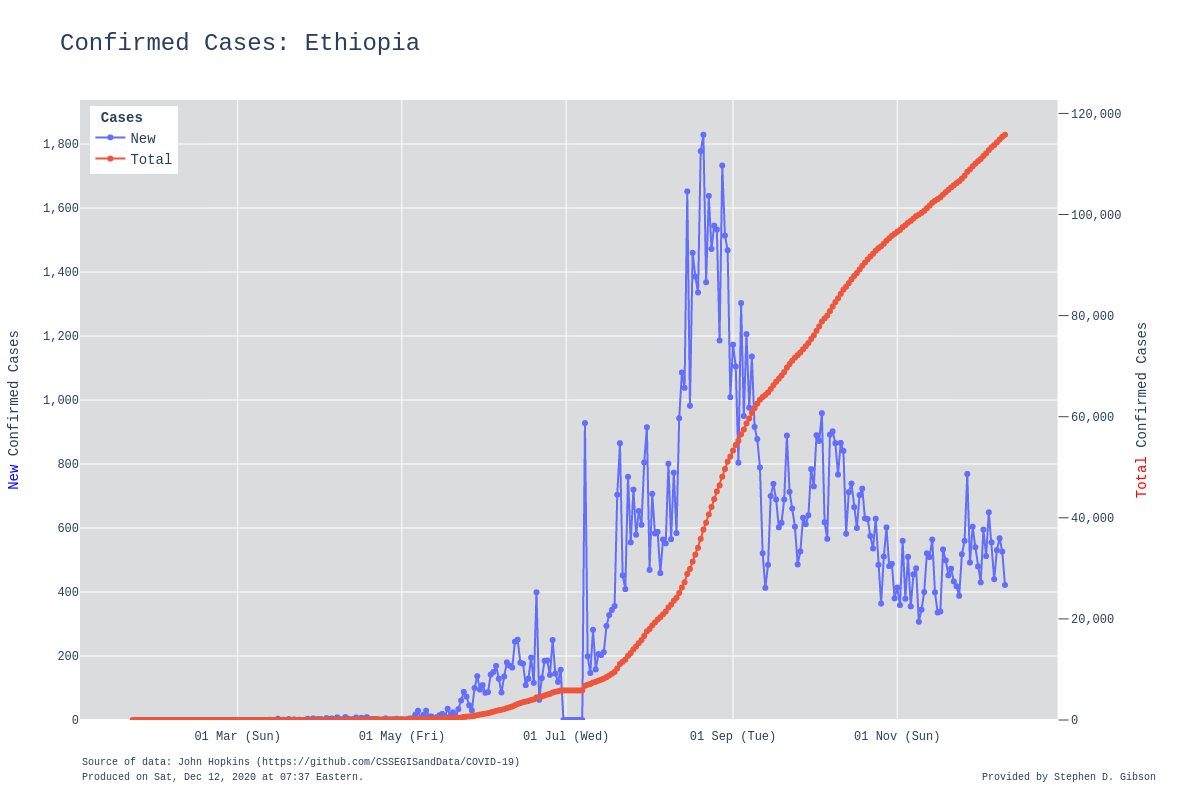 Confirmed Cases: Ethiopia
Cases
New
Total
1,800
1,600
1,400
1,200
1,000
800
600
400
200
0
120,000
100,000
80,000
60,000
40,000
20,000
0
New Confirmed Cases
Total Confirmed Cases
01 Mar (Sun)
01 May (Fri)
01 Jul (Wed)
01 Sep (Tue)
01 Nov (Sun)
Source of data: John Hopkins (https://github.com/CSSEGISandData/COVID-19)
Produced on Sat, Dec 12, 2020 at 07:37 Eastern.
Provided by Stephen D. Gibson